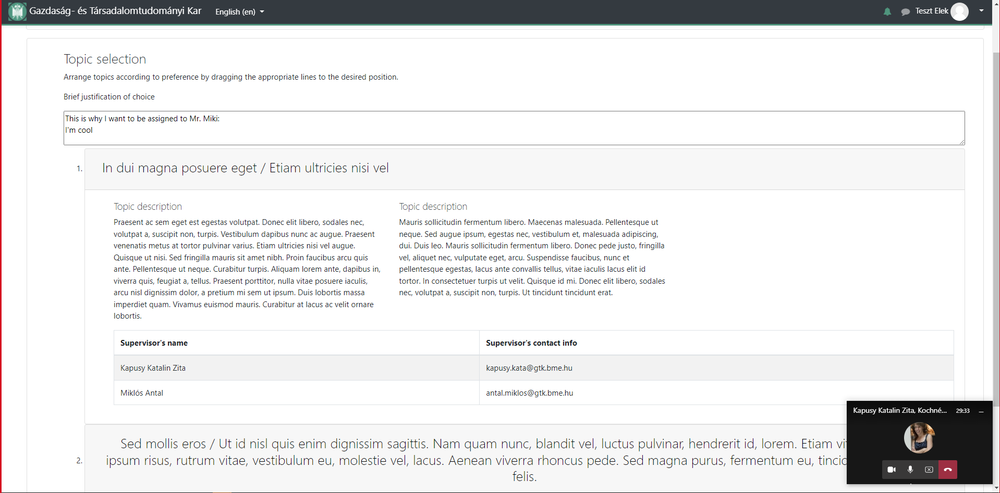 Gazdaság- és Társadalomtudományi Kar
English (en)
Teszt Elek
Topic selection
Arrange topics according to preference by dragging the appropriate lines to the desired position.
Brief justification of choice
This is why I want to be assigned to Mr. Miki:
I'm cool
1.
In dui magna posuere eget / Etiam ultricies nisi vel
Topic description
Praesent ac sem eget est egestas volutpat. Donec elit libero, sodales nec,
volutpat a, suscipit non, turpis. Vestibulum dapibus nunc ac augue. Praesent
venenatis metus at tortor pulvinar varius. Etiam ultricies nisi vel augue.
Quisque ut nisi. Sed fringilla mauris sit amet nibh. Proin faucibus arcu quis
ante. Pellentesque ut neque. Curabitur turpis. Aliquam lorem ante, dapibus in,
viverra quis, feugiat a, tellus. Praesent porttitor, nulla vitae posuere iaculis,
arcu nisl dignissim dolor, a pretium mi sem ut ipsum. Duis lobortis massa
imperdiet quam. Vivamus euismod mauris. Curabitur at lacus ac velit ornare
lobortis.
Topic description
Mauris sollicitudin fermentum libero. Maecenas malesuada. Pellentesque ut
neque. Sed augue ipsum, egestas nec, vestibulum et, malesuada adipiscing,
dui. Duis leo. Mauris sollicitudin fermentum libero. Donec pede justo, fringilla
vel, aliquet nec, vulputate eget, arcu. Suspendisse faucibus, nunc et
pellentesque egestas, lacus ante convallis tellus, vitae iaculis lacus elit id
tortor. In consectetuer turpis ut velit. Quisque id mi. Donec elit libero, sodales
nec, volutpat a, suscipit non, turpis. Ut tincidunt tincidunt erat.
Supervisor's name
Supervisor's contact info
Kapusy Katalin Zita
kapusy.kata@gtk.bme.hu
Miklós Antal
antal.miklos@gtk.bme.hu
2.
Sed mollis eros / Ut id nisl quis enim dignissim sagittis. Nam quam nunc, blandit vel, luctus pulvinar, hendrerit id, lorem. Etiam vi
ipsum risus, rutrum vitae, vestibulum eu, molestie vel, lacus. Aenean viverra rhoncus pede. Sed magna purus, fermentum eu, tincid
felis.
Kapusy Katalin Zita, Kochné...
29:33